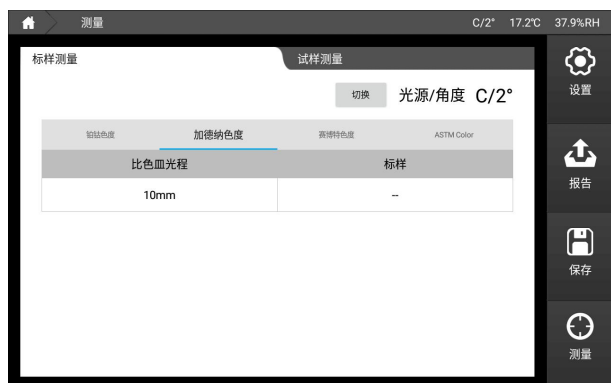 测量 C/2° 17.2℃ 37.9%RH
标样测量 试样测量
切换 光源/角度 C/2°
铂钴色度 加德纳色度 赛博特色度 ASTM Color
比色皿光程 标样
10mm --
设置
报告
保存
测量